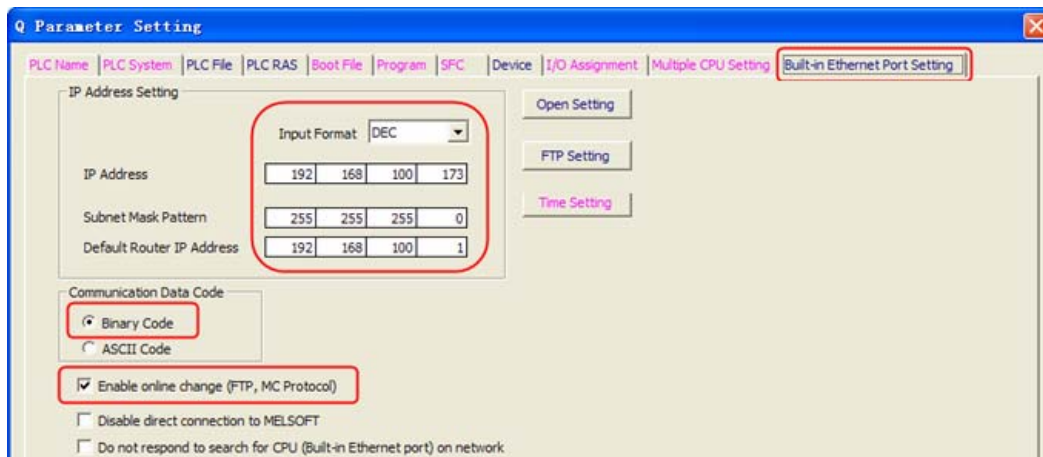 Q Parameter Setting
PLC Name PLC System PLC File PLC RAS Boot File Program SFC Device I/O Assignment Multiple CPU Setting Built-in Ethernet Port Setting
IP Address Setting
Open Setting
Input Format DEC
FTP Setting
IP Address 192 168 100 173
Time Setting
Subnet Mask Pattern 255 255 255 0
Default Router IP Address 192 168 100 1
Communication Data Code
Binary Code
ASCII Code
Enable online change (FTP, MC Protocol)
Disable direct connection to MELSOFT
Do not respond to search for CPU (Built-in Ethernet port) on network